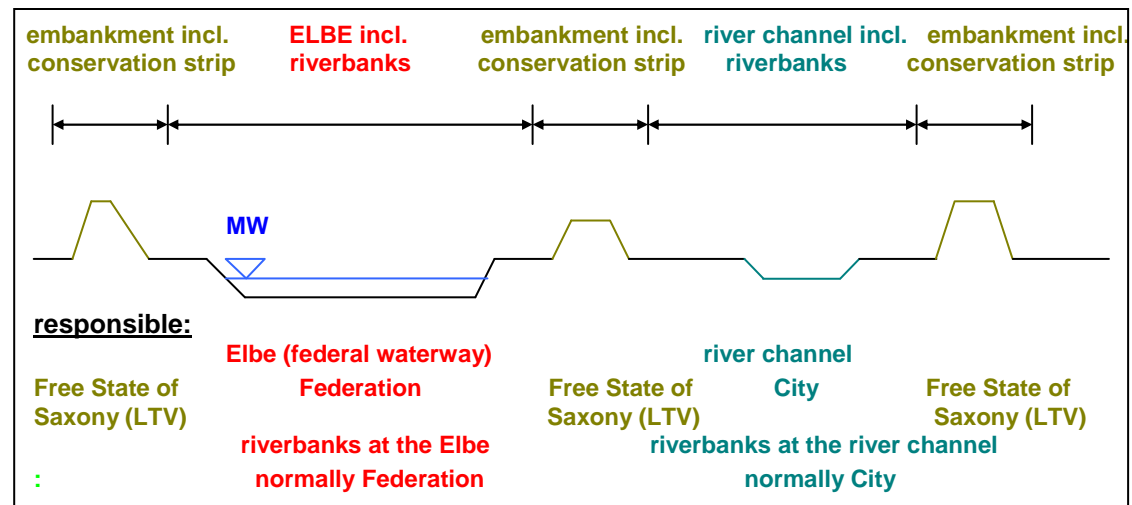 embankment incl.
conservation strip
ELBE incl.
riverbanks
embankment incl.
conservation strip
river channel incl.
riverbanks
embankment incl.
conservation strip
MW
responsible:
Elbe (federal waterway)
river channel
Free State of
Saxony (LTV)
Federation
Free State of
Saxony (LTV)
City
Free State of
Saxony (LTV)
riverbanks at the Elbe
riverbanks at the river channel
:
normally Federation
normally City